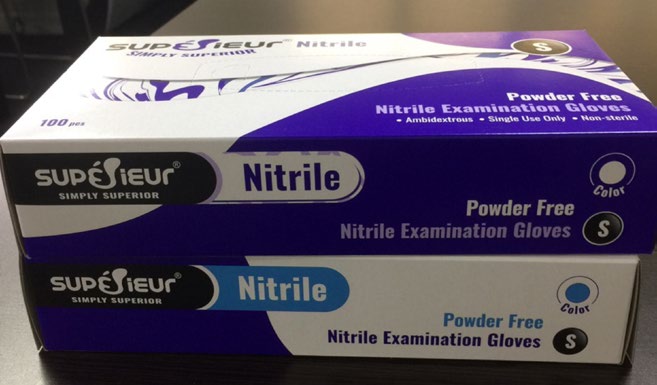 SUPÉRIEUR Nitrile
SIMPLY SUPERIOR
S
100 pcs
Powder Free
Nitrile Examination Gloves
• Ambidextrous • Single Use Only • Non-sterile
SUPÉRIEUR® Nitrile
SIMPLY SUPERIOR
Color
Powder Free
Nitrile Examination Gloves S
SUPÉRIEUR® Nitrile
SIMPLY SUPERIOR
Color
Powder Free
Nitrile Examination Gloves S